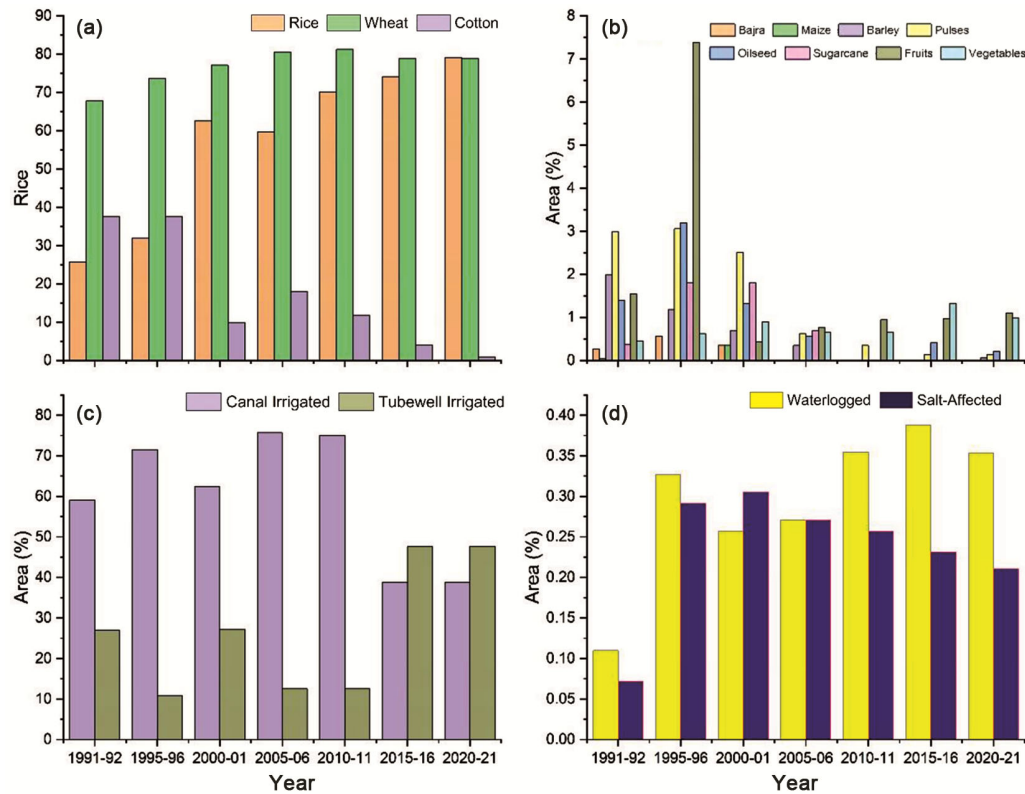 (a)
Rice Wheat Cotton
90
80
70
60
50
40
30
20
10
0
Rice
(b)
Bajra Maize Barley Pulses
Oilseed Sugarcane Fruits Vegetables
8
7
6
5
4
3
2
1
0
Area (%)
(c)
Canal Irrigated Tubewell Irrigated
80
70
60
50
40
30
20
10
0
Area (%)
1991-92 1995-96 2000-01 2005-06 2010-11 2015-16 2020-21
Year
(d)
Waterlogged Salt-Affected
0.40
0.35
0.30
0.25
0.20
0.15
0.10
0.05
0.00
Area (%)
1991-92 1995-96 2000-01 2005-06 2010-11 2015-16 2020-21
Year